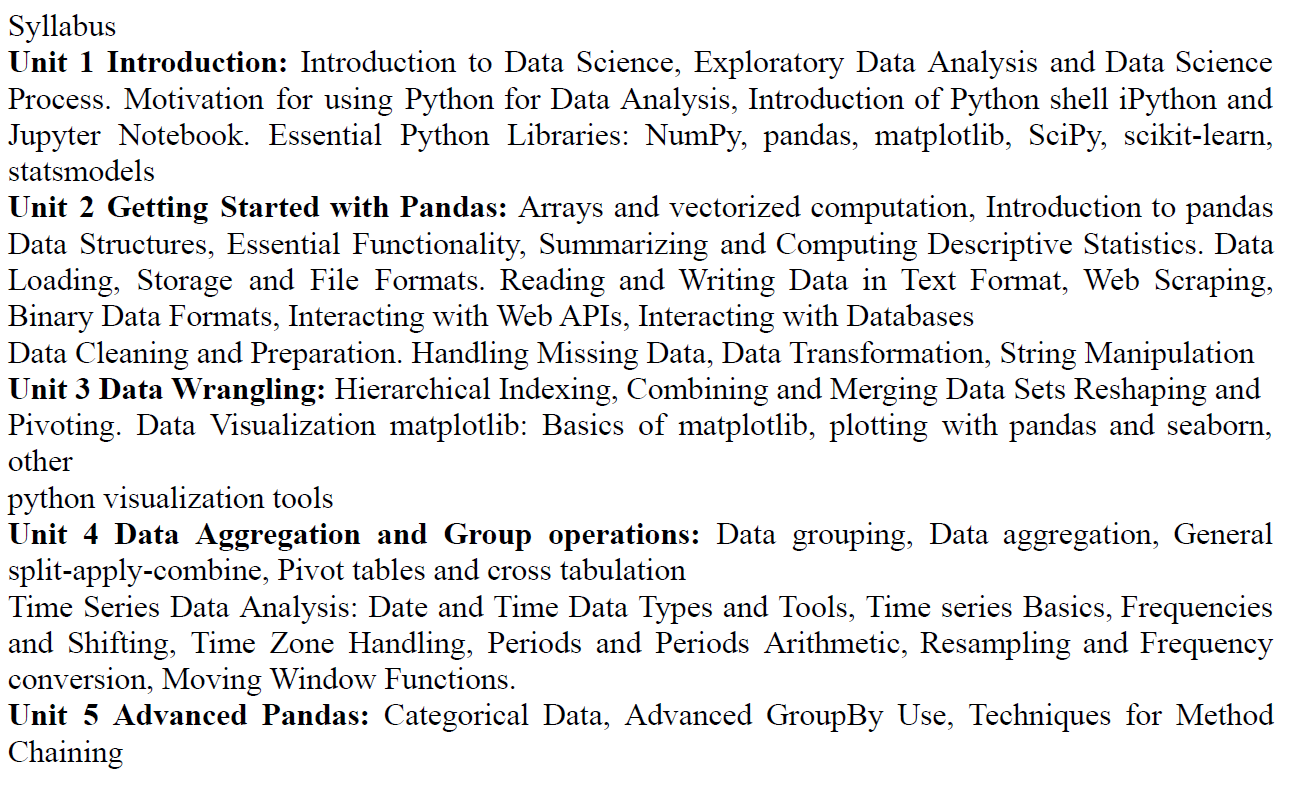 Syllabus
Unit 1 Introduction: Introduction to Data Science, Exploratory Data Analysis and Data Science
Process. Motivation for using Python for Data Analysis, Introduction of Python shell iPython and
Jupyter Notebook. Essential Python Libraries: NumPy, pandas, matplotlib, SciPy, scikit-learn,
statsmodels
Unit 2 Getting Started with Pandas: Arrays and vectorized computation, Introduction to pandas
Data Structures, Essential Functionality, Summarizing and Computing Descriptive Statistics. Data
Loading, Storage and File Formats. Reading and Writing Data in Text Format, Web Scraping,
Binary Data Formats, Interacting with Web APIs, Interacting with Databases
Data Cleaning and Preparation. Handling Missing Data, Data Transformation, String Manipulation
Unit 3 Data Wrangling: Hierarchical Indexing, Combining and Merging Data Sets Reshaping and
Pivoting. Data Visualization matplotlib: Basics of matplotlib, plotting with pandas and seaborn,
other
python visualization tools
Unit 4 Data Aggregation and Group operations: Data grouping, Data aggregation, General
split-apply-combine, Pivot tables and cross tabulation
Time Series Data Analysis: Date and Time Data Types and Tools, Time series Basics, Frequencies
and Shifting, Time Zone Handling, Periods and Periods Arithmetic, Resampling and Frequency
conversion, Moving Window Functions.
Unit 5 Advanced Pandas: Categorical Data, Advanced GroupBy Use, Techniques for Method
Chaining